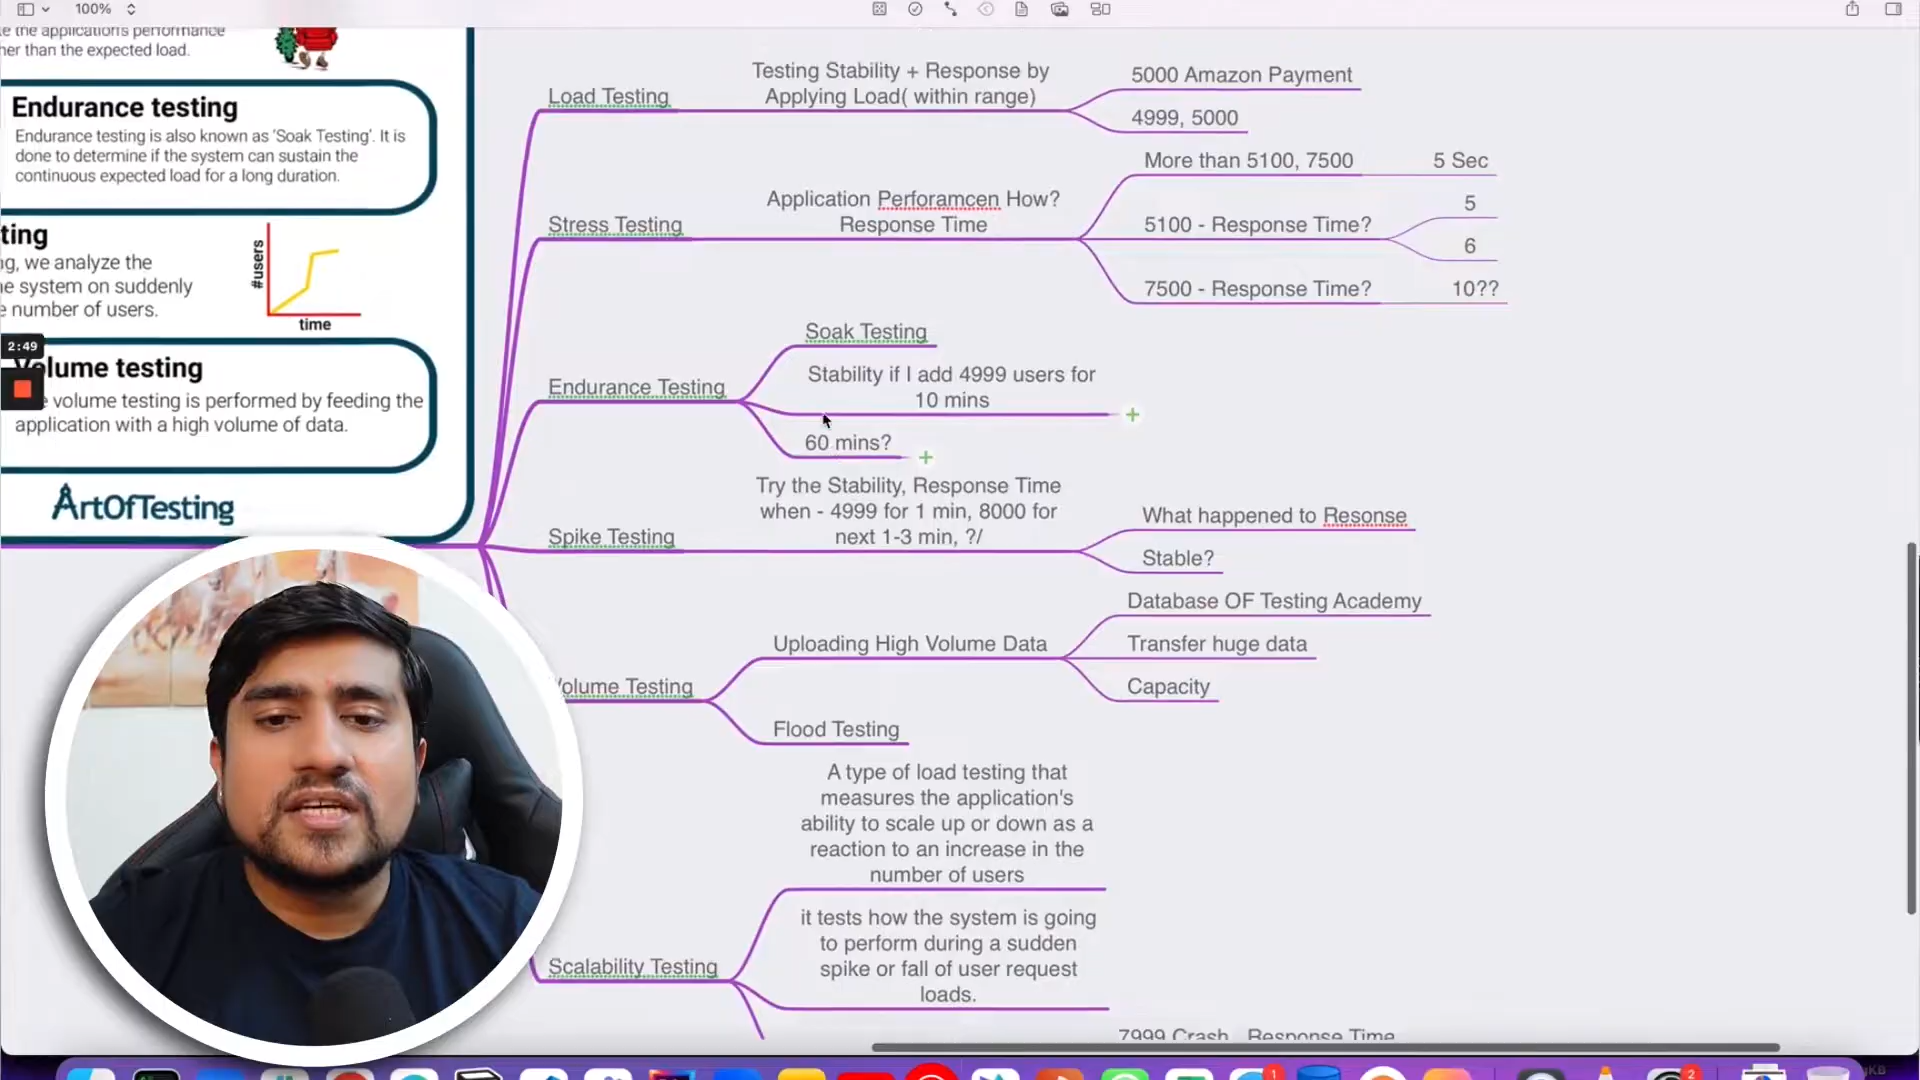 100%
the application's performance
her than the expected load.
Endurance testing
Endurance testing is also known as 'Soak Testing'. It is
done to determine if the system can sustain the
continuous expected load for a long duration.
ting
ng, we analyze the
e system on suddenly
e number of users.
#users
time
2:49
Volume testing
volume testing is performed by feeding the
application with a high volume of data.
ArtOfTesting
Load Testing
Testing Stability + Response by
Applying Load( within range)
5000 Amazon Payment
4999, 5000
Stress Testing
Application Perforamcen How?
Response Time
More than 5100, 7500
5 Sec
5100 - Response Time?
5
6
7500 - Response Time?
10??
Endurance Testing
Soak Testing
Stability if I add 4999 users for
10 mins
60 mins?
Spike Testing
Try the Stability, Response Time
when - 4999 for 1 min, 8000 for
next 1-3 min, ?/
What happened to Resonse
Stable?
Volume Testing
Uploading High Volume Data
Database OF Testing Academy
Transfer huge data
Capacity
Flood Testing
Scalability Testing
A type of load testing that
measures the application's
ability to scale up or down as a
reaction to an increase in the
number of users
it tests how the system is going
to perform during a sudden
spike or fall of user request
loads.
7999 Crash Response Time
1
2